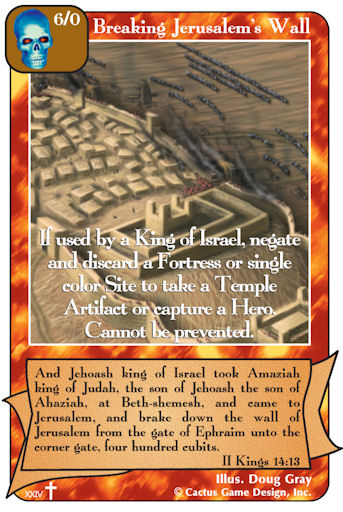 6/0
Breaking Jerusalem's Wall
If used by a King of Israel, negate
and discard a Fortress or single
color Site to take a Temple
Artifact or capture a Hero.
Cannot be prevented.
And Jehoash king of Israel took Amaziah
king of Judah, the son of Jehoash the son of
Ahaziah, at Beth-shemesh, and came to
Jerusalem, and brake down the wall of
Jerusalem from the gate of Ephraim unto the
corner gate, four hundred cubits.
II Kings 14:13
XXIV
Illus. Doug Gray
© Cactus Game Design, Inc.